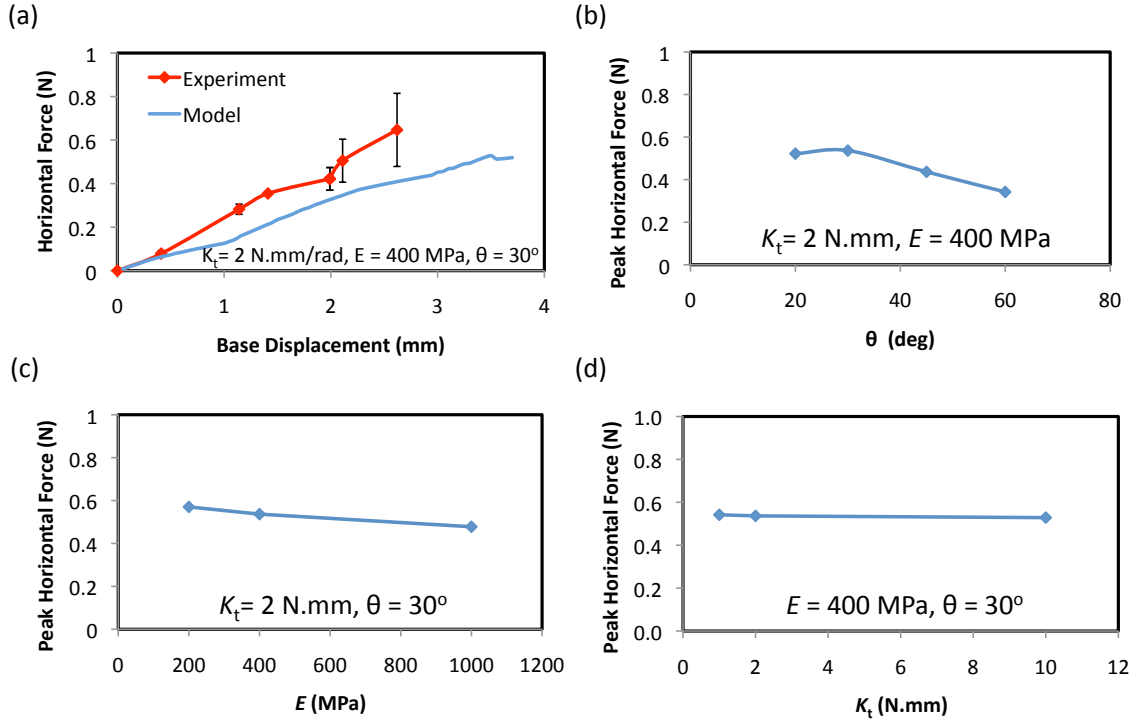 (a)
Horizontal Force (N)
1
0.8
0.6
0.4
0.2
0
Experiment
Model
Kt= 2 N.mm/rad, E = 400 MPa, θ = 30o
0
1
2
3
4
Base Displacement (mm)
(b)
Peak Horizontal Force (N)
1
0.8
0.6
0.4
0.2
0
Kt= 2 N.mm, E = 400 MPa
0
20
40
60
80
θ (deg)
(c)
Peak Horizontal Force (N)
1
0.8
0.6
0.4
0.2
0
Kt= 2 N.mm, θ = 30o
0
200
400
600
800
1000
1200
E (MPa)
(d)
Peak Horizontal Force (N)
1.0
0.8
0.6
0.4
0.2
0.0
E = 400 MPa, θ = 30o
0
2
4
6
8
10
12
Kt (N.mm)